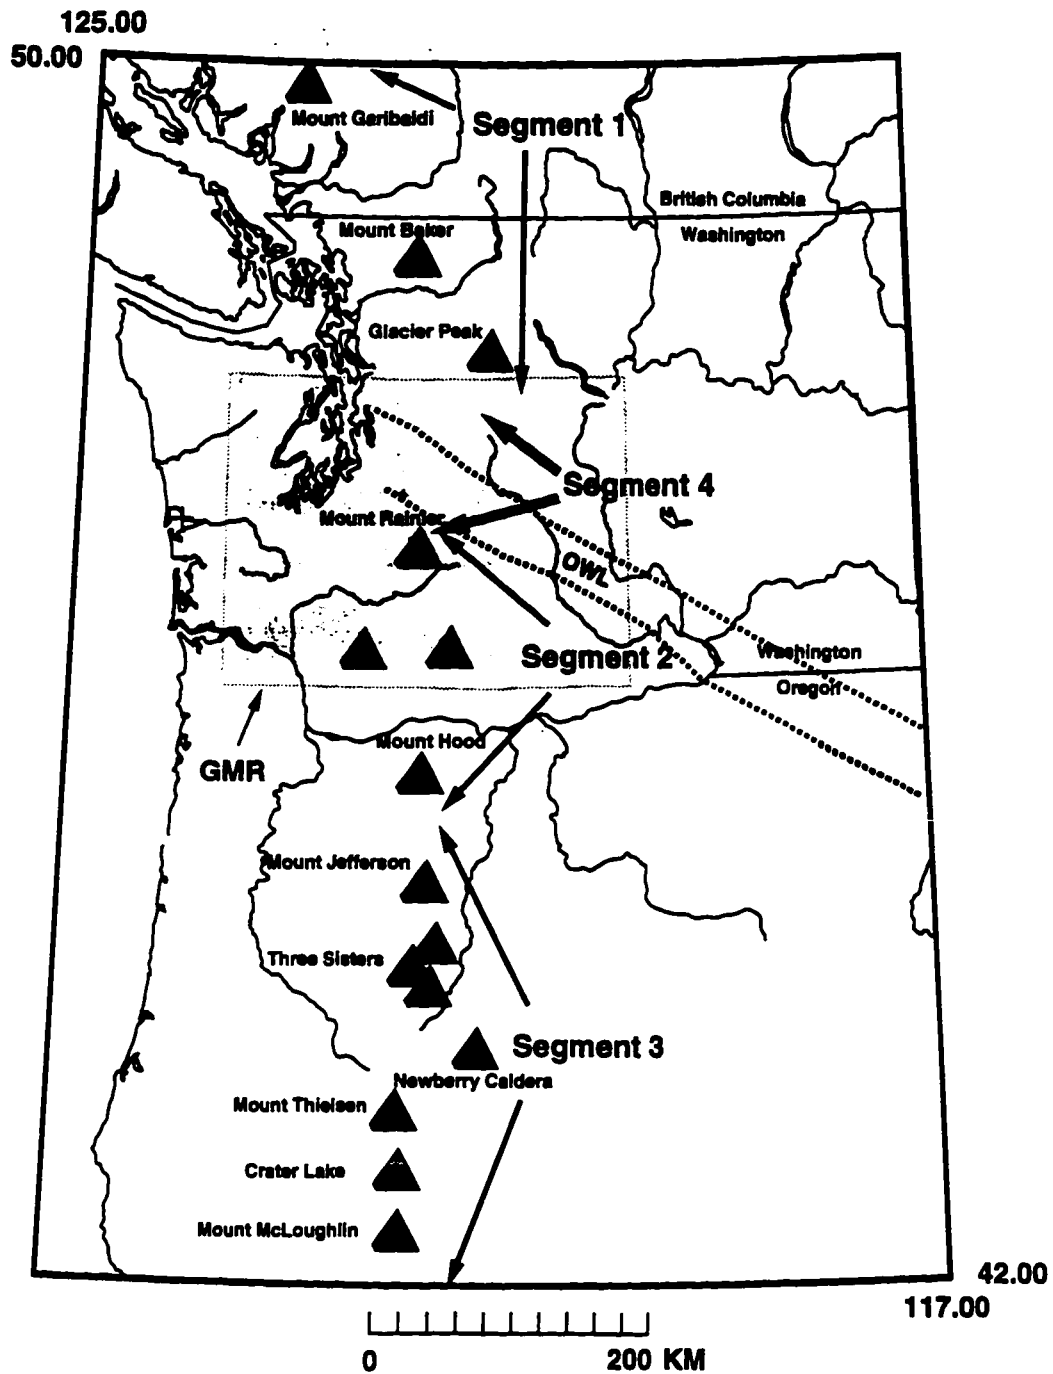 125.00
50.00
Mount Garibaldi
Segment 1
British Columbia
Washington
Mount Baker
Glacier Peak
Segment 4
Mount Rainier
OWL
Segment 2
Washington
Oregon
GMR
Mount Hood
Mount Jefferson
Three Sisters
Segment 3
Newberry Caldera
Mount Thielsen
Crater Lake
Mount McLoughlin
42.00
117.00
0
200 KM